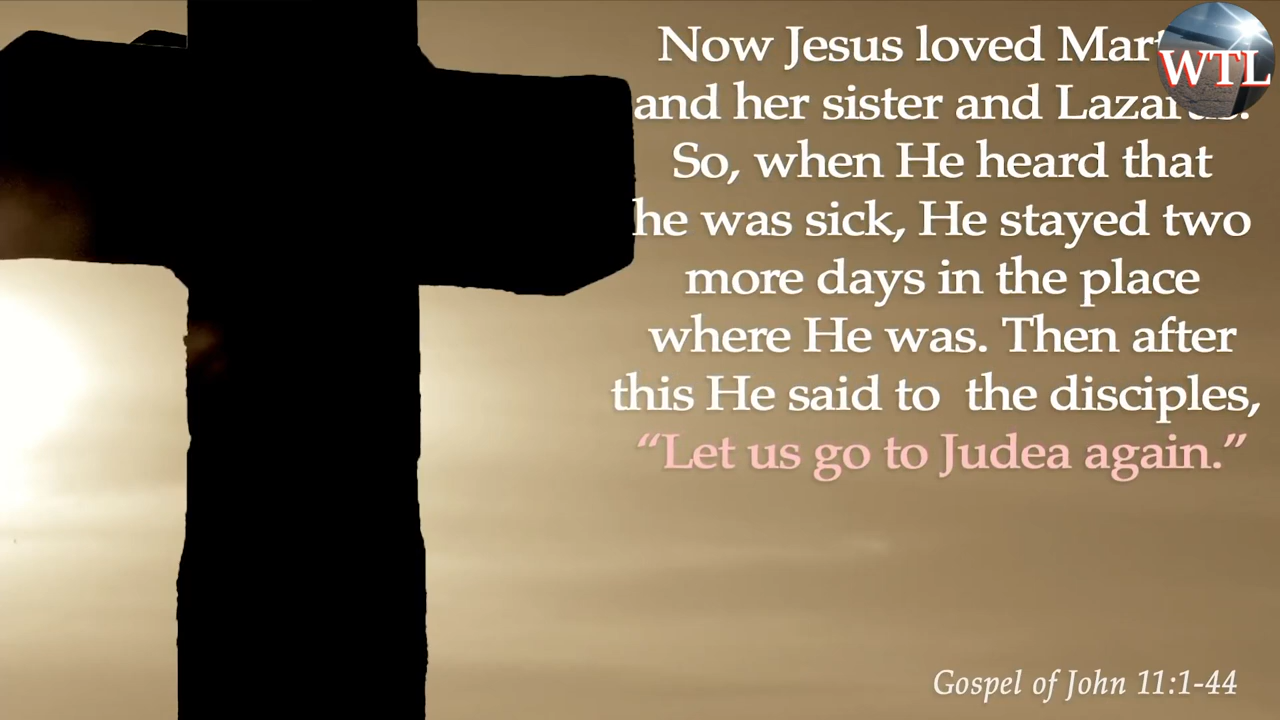 Now Jesus loved
and her sister and
So, when He heard that
he was sick, He stayed two
more days in the place
where He was. Then after
this He said to the disciples,
“Let us go to Judea again.”
WTL
Gospel of John 11:1-44